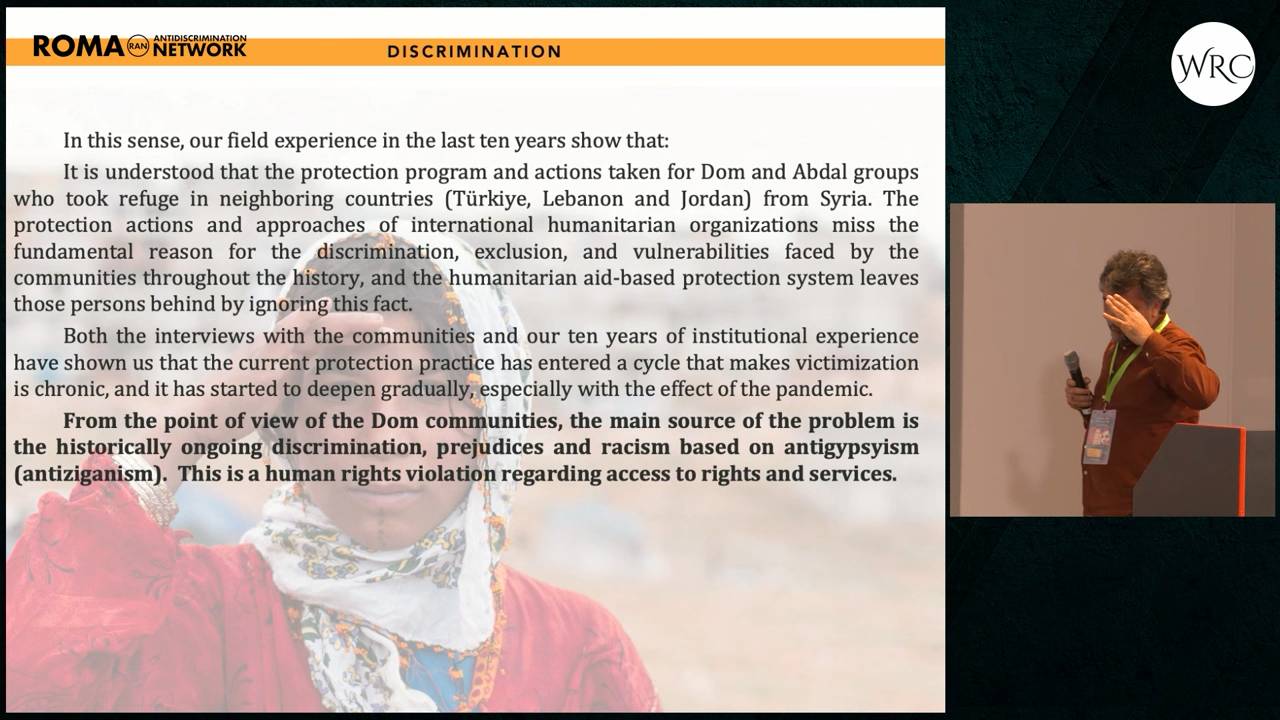 ROMA RAN ANTIDISCRIMINATION
NETWORK
DISCRIMINATION
WRC
In this sense, our field experience in the last ten years show that:
It is understood that the protection program and actions taken for Dom and Abdal groups
who took refuge in neighboring countries (Türkiye, Lebanon and Jordan) from Syria. The
protection actions and approaches of international humanitarian organizations miss the
fundamental reason for the discrimination, exclusion, and vulnerabilities faced by the
communities throughout the history, and the humanitarian aid-based protection system leaves
those persons behind by ignoring this fact.
Both the interviews with the communities and our ten years of institutional experience
have shown us that the current protection practice has entered a cycle that makes victimization
is chronic, and it has started to deepen gradually, especially with the effect of the pandemic.
From the point of view of the Dom communities, the main source of the problem is
the historically ongoing discrimination, prejudices and racism based on antigypsyism
(antiziganism). This is a human rights violation regarding access to rights and services.